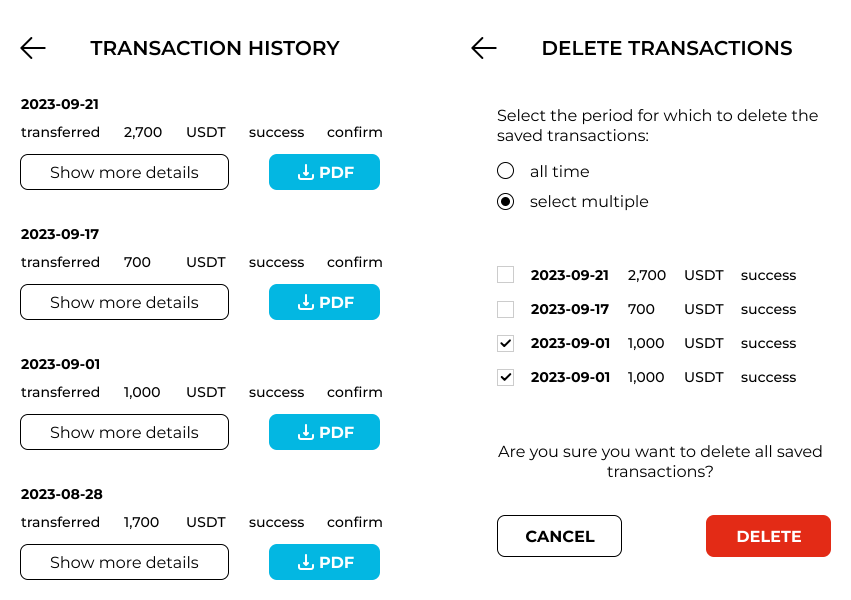 TRANSACTION HISTORY
2023-09-21
transferred 2,700 USDT success confirm
Show more details PDF
2023-09-17
transferred 700 USDT success confirm
Show more details PDF
2023-09-01
transferred 1,000 USDT success confirm
Show more details PDF
2023-08-28
transferred 1,700 USDT success confirm
Show more details PDF
DELETE TRANSACTIONS
Select the period for which to delete the
saved transactions:
all time
select multiple
2023-09-21 2,700 USDT success
2023-09-17 700 USDT success
2023-09-01 1,000 USDT success
2023-09-01 1,000 USDT success
Are you sure you want to delete all saved
transactions?
CANCEL DELETE